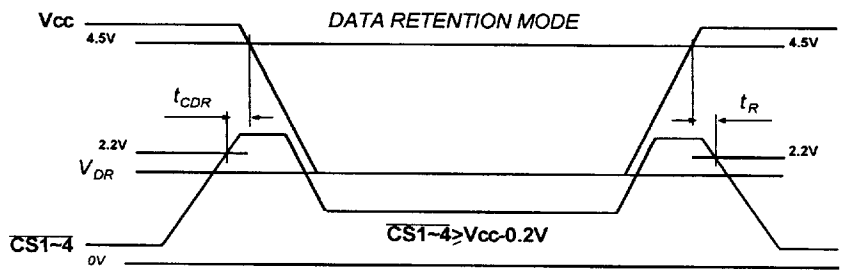 Vcc
DATA RETENTION MODE
4.5V
4.5V
tCDR
tR
2.2V
2.2V
VDR
CS1~4
CS1~4≥Vcc-0.2V
0V